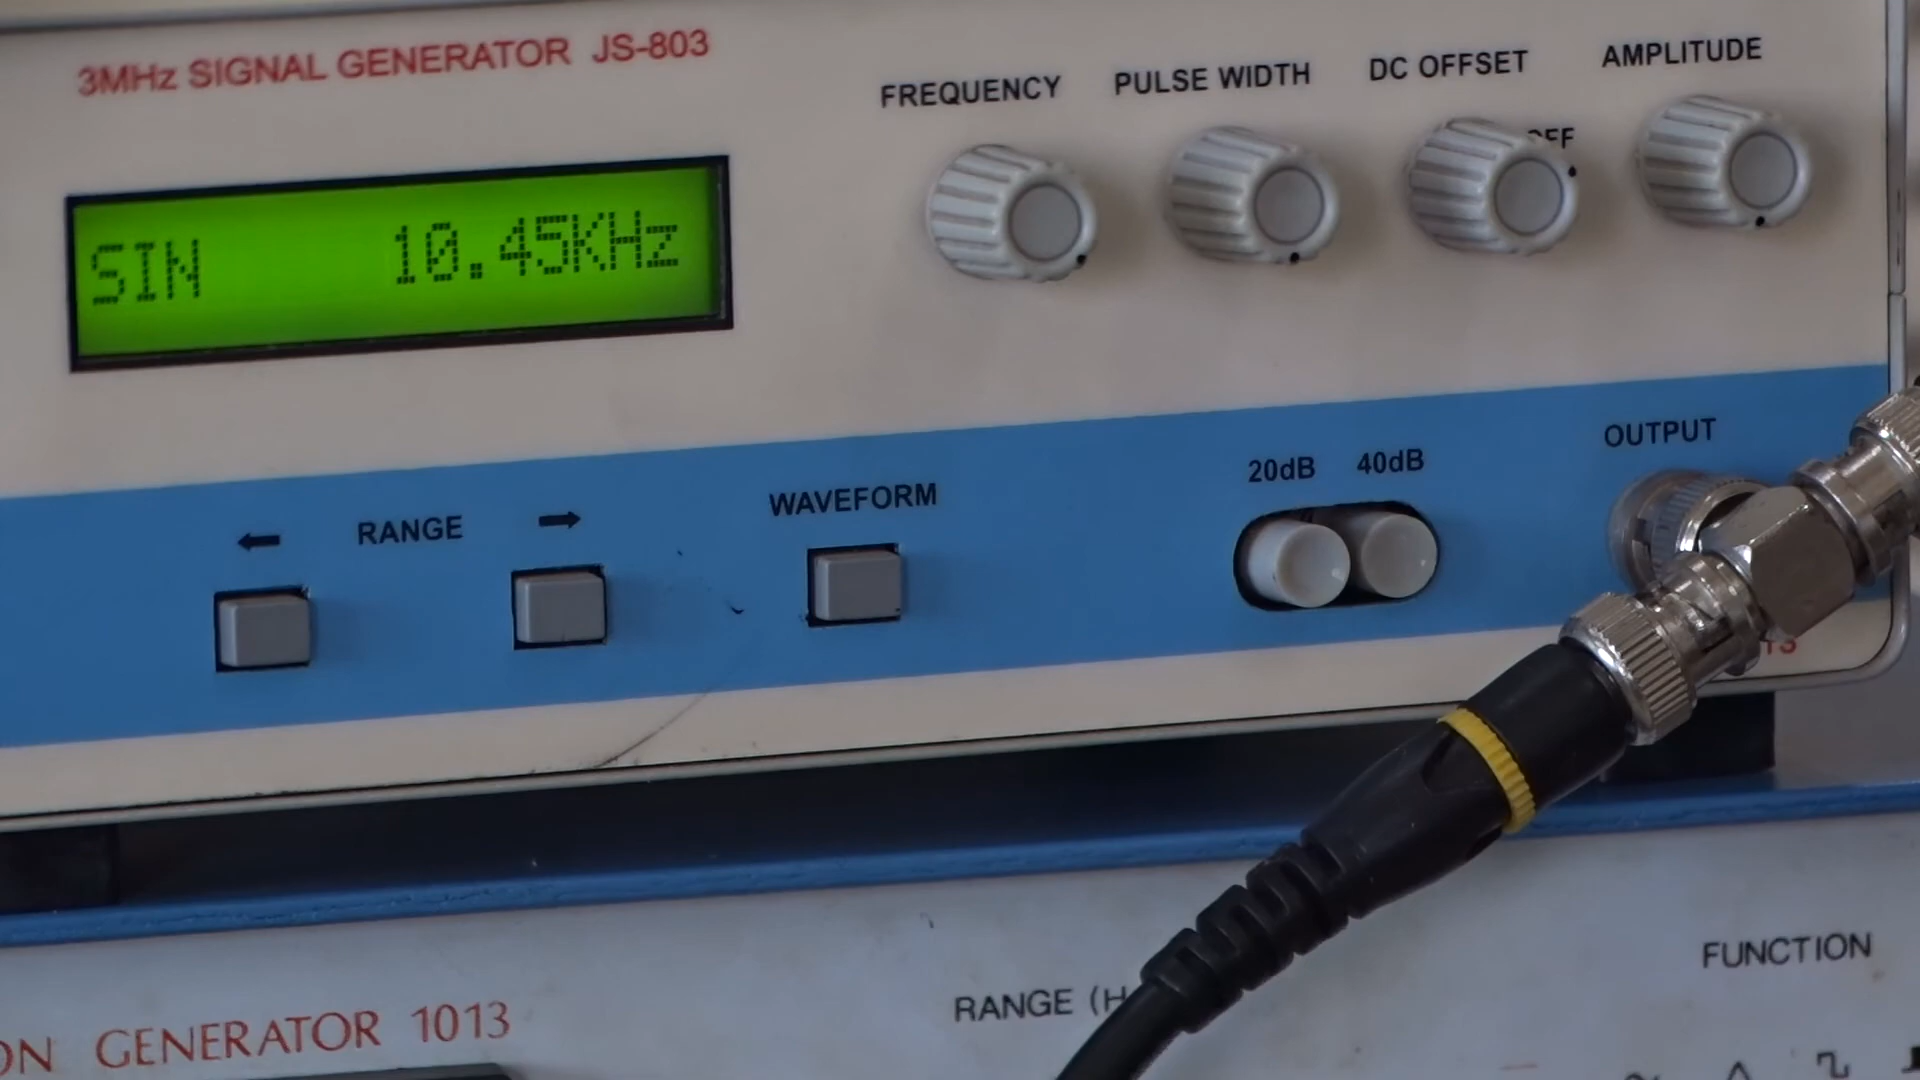 3MHz SIGNAL GENERATOR JS-803
FREQUENCY
PULSE WIDTH
DC OFFSET
AMPLITUDE
OFF
SIN 10.45KHz
RANGE
WAVEFORM
20dB
40dB
OUTPUT
GENERATOR 1013
RANGE
FUNCTION